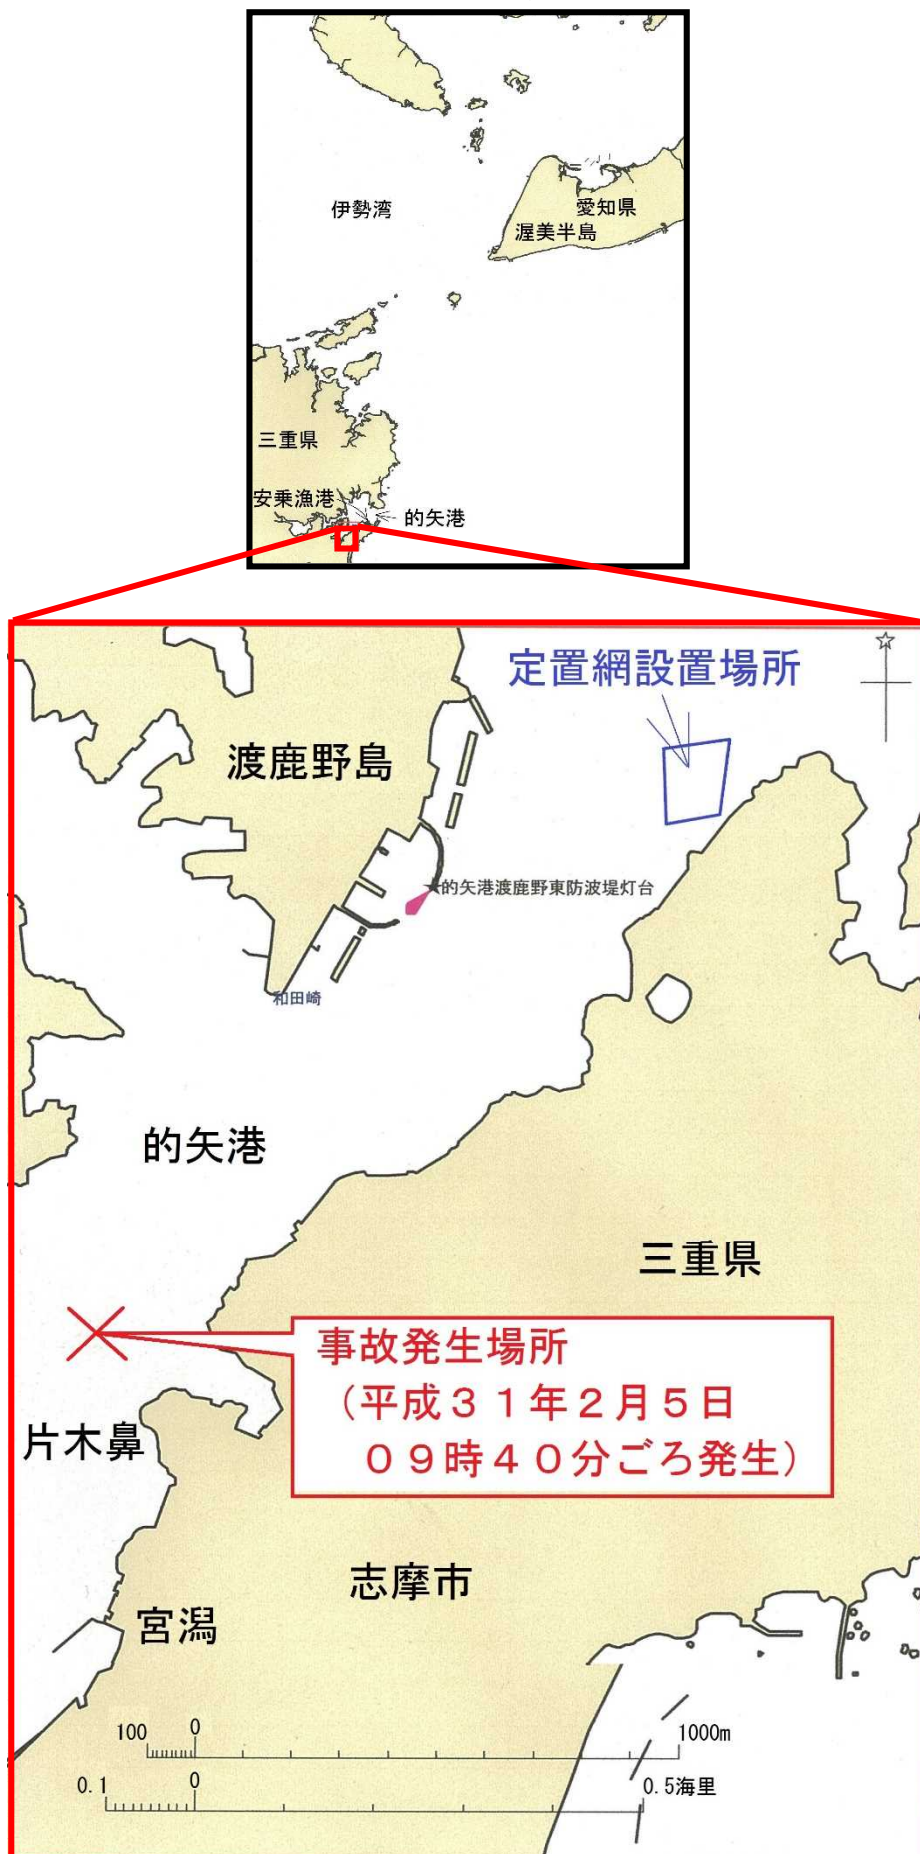 伊勢湾
愛知県
渥美半島
三重県
安乗漁港
的矢港
定置網設置場所
渡鹿野島
的矢港渡鹿野東防波堤灯台
和田崎
的矢港
三重県
事故発生場所
(平成31年2月5日
09時40分ごろ発生)
片木鼻
志摩市
宮潟
100 0 1000m
0.1 0 0.5海里